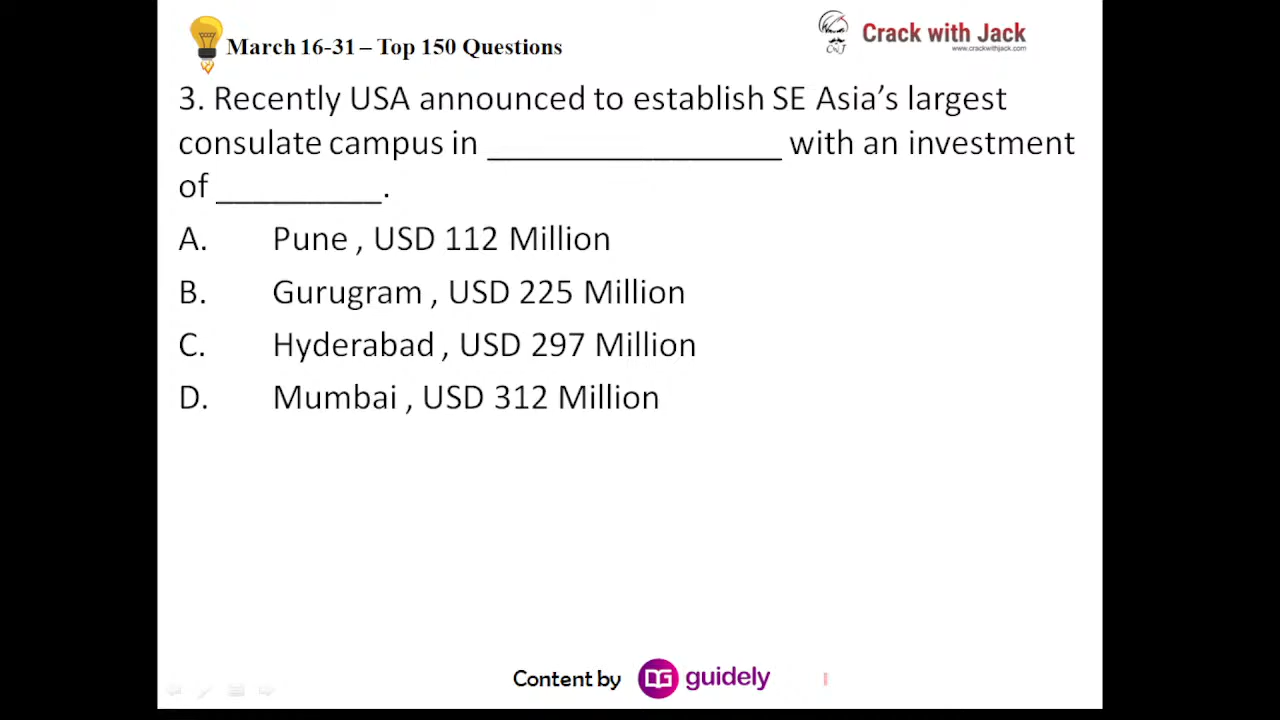 March 16-31 – Top 150 Questions
Crack with Jack
www.crackwithjack.com
CWJ
3. Recently USA announced to establish SE Asia’s largest
consulate campus in _________________ with an investment
of __________.
A. Pune , USD 112 Million
B. Gurugram , USD 225 Million
C. Hyderabad , USD 297 Million
D. Mumbai , USD 312 Million
Content by guidely